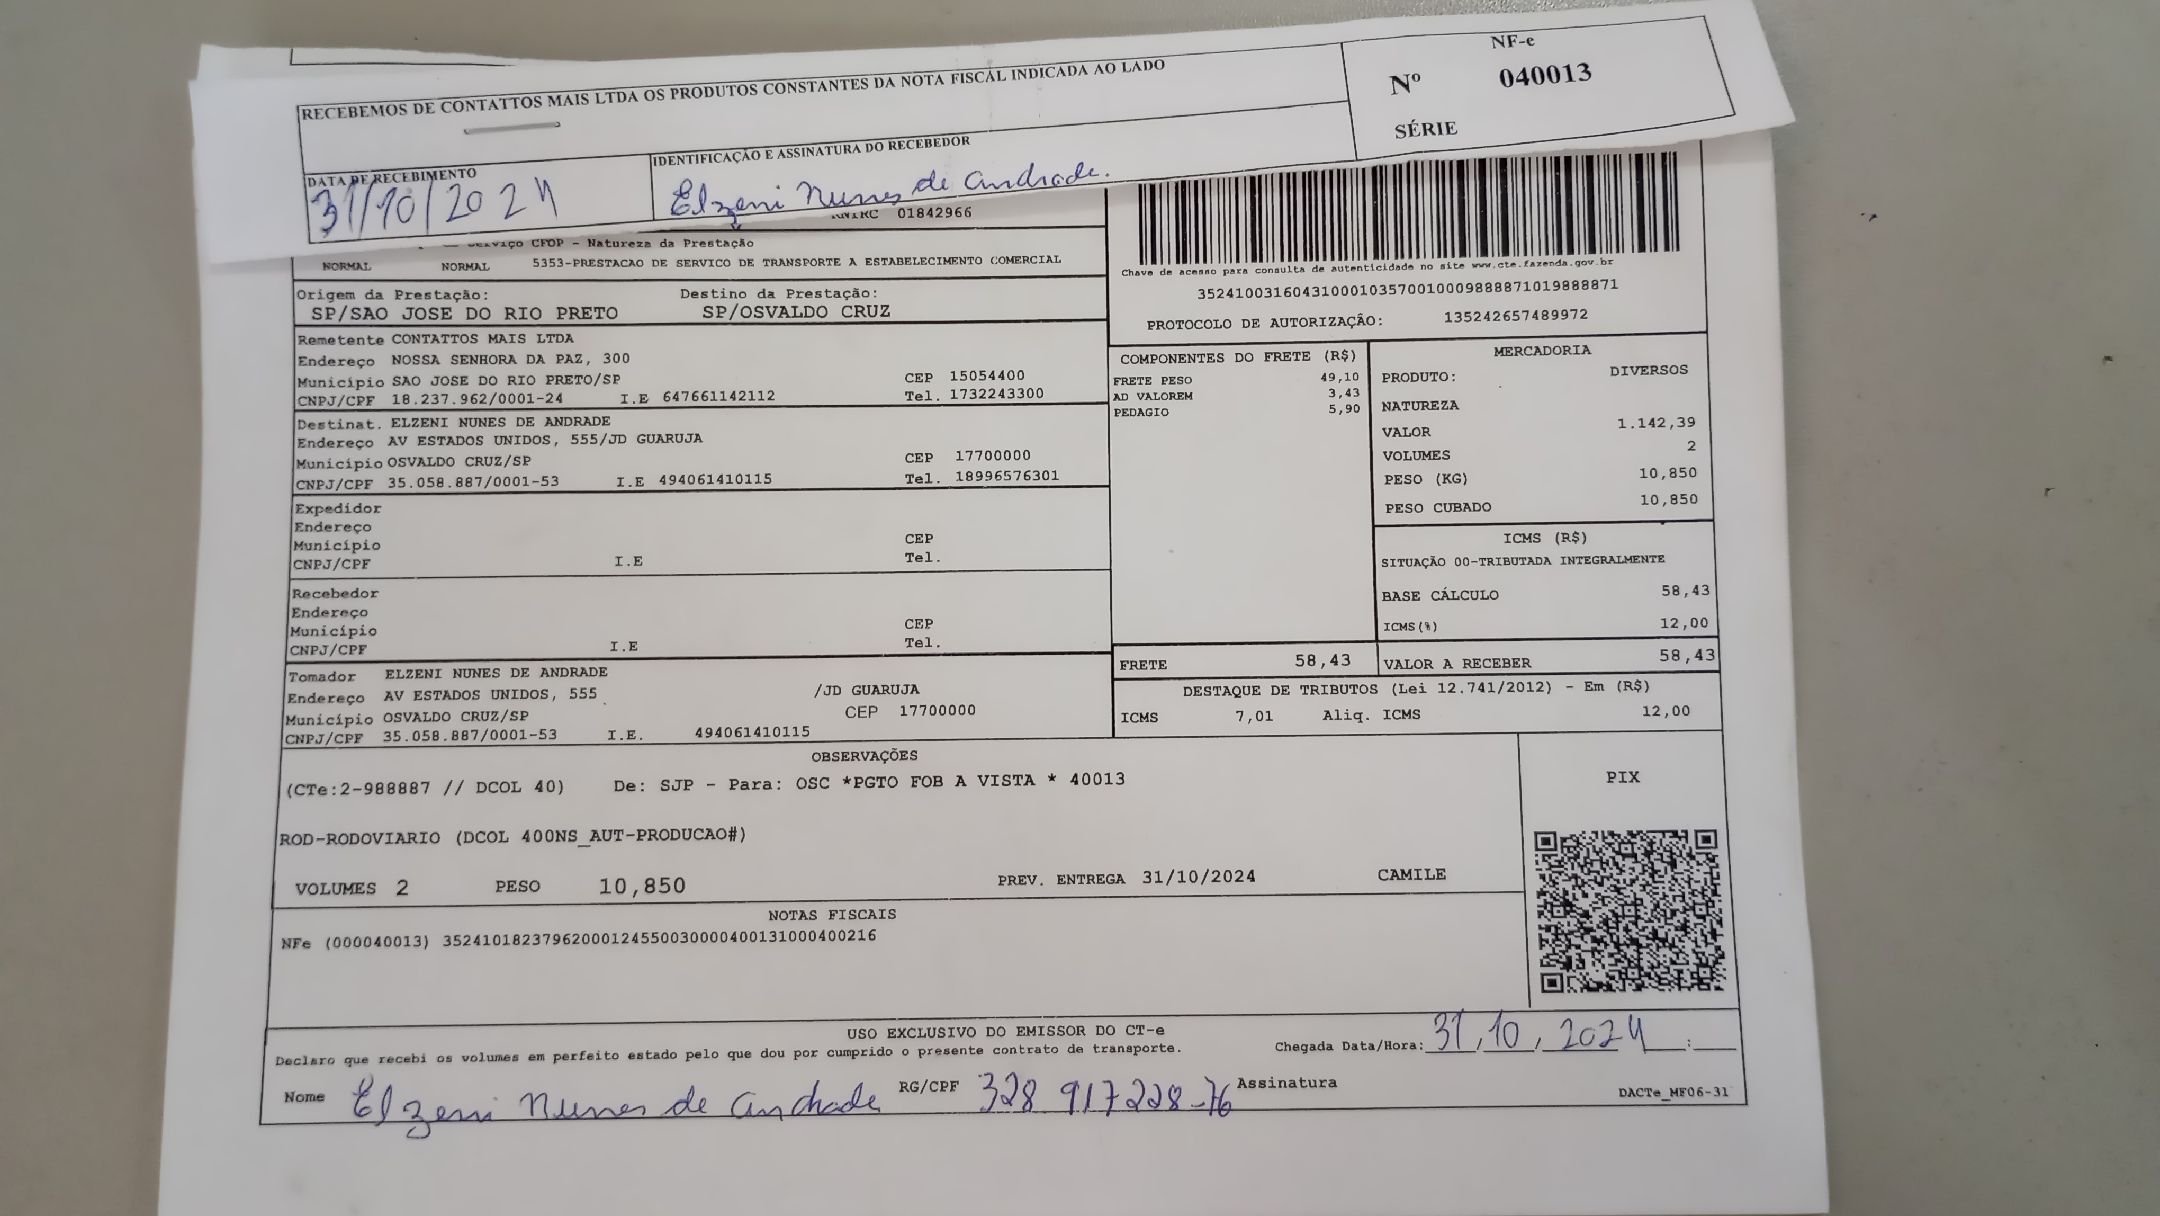 RECEBEMOS DE CONTATTOS MAIS LTDA OS PRODUTOS CONSTANTES DA NOTA FISCAL INDICADA AO LADO
NF-e
Nº 040013
SÉRIE
DATA DE RECEBIMENTO
31/10/2024
IDENTIFICAÇÃO E ASSINATURA DO RECEBEDOR
Elzeni Nunes de Andrade.
01842966
Serviço CFOP - Natureza da Prestação
NORMAL NORMAL 5353-PRESTACAO DE SERVICO DE TRANSPORTE A ESTABELECIMENTO COMERCIAL
Chave de acesso para consulta de autenticidade no site www.cte.fazenda.gov.br
35241003160431000103570010009888871019888871
PROTOCOLO DE AUTORIZAÇÃO: 135242657489972
Origem da Prestação: Destino da Prestação:
SP/SAO JOSE DO RIO PRETO SP/OSVALDO CRUZ
Remetente CONTATTOS MAIS LTDA
Endereço NOSSA SENHORA DA PAZ, 300
Município SAO JOSE DO RIO PRETO/SP CEP 15054400
CNPJ/CPF 18.237.962/0001-24 I.E 647661142112 Tel. 1732243300
Destinat. ELZENI NUNES DE ANDRADE
Endereço AV ESTADOS UNIDOS, 555/JD GUARUJA
Município OSVALDO CRUZ/SP CEP 17700000
CNPJ/CPF 35.058.887/0001-53 I.E 494061410115 Tel. 18996576301
Expedidor
Endereço
Município CEP
CNPJ/CPF I.E Tel.
Recebedor
Endereço
Município CEP
CNPJ/CPF I.E Tel.
Tomador ELZENI NUNES DE ANDRADE
Endereço AV ESTADOS UNIDOS, 555 /JD GUARUJA
Município OSVALDO CRUZ/SP CEP 17700000
CNPJ/CPF 35.058.887/0001-53 I.E. 494061410115
COMPONENTES DO FRETE (R$)
FRETE PESO 49,10
AD VALOREM 3,43
PEDAGIO 5,90
MERCADORIA
PRODUTO: DIVERSOS
NATUREZA
VALOR 1.142,39
VOLUMES 2
PESO (KG) 10,850
PESO CUBADO 10,850
ICMS (R$)
SITUAÇÃO 00-TRIBUTADA INTEGRALMENTE
BASE CÁLCULO 58,43
ICMS(%) 12,00
FRETE 58,43 VALOR A RECEBER 58,43
DESTAQUE DE TRIBUTOS (Lei 12.741/2012) - Em (R$)
ICMS 7,01 Aliq. ICMS 12,00
OBSERVAÇÕES
(CTe:2-988887 // DCOL 40) De: SJP - Para: OSC *PGTO FOB A VISTA * 40013
ROD-RODOVIARIO (DCOL 400NS_AUT-PRODUCAO#)
VOLUMES 2 PESO 10,850 PREV. ENTREGA 31/10/2024 CAMILE
PIX
NOTAS FISCAIS
NFe (000040013) 35241018237962000124550030000400131000400216
USO EXCLUSIVO DO EMISSOR DO CT-e
Declaro que recebi os volumes em perfeito estado pelo que dou por cumprido o presente contrato de transporte. Chegada Data/Hora: 31,10,2024 :
Nome Elzeni Nunes de Andrade RG/CPF 328 917 228-76 Assinatura
DACTe_MF06-31